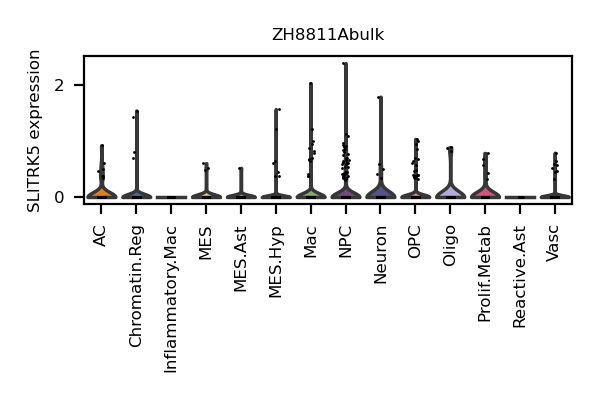 ZH8811Abulk
SLITRK5 expression
2
0
AC
Chromatin.Reg
Inflammatory.Mac
MES
MES.Ast
MES.Hyp
Mac
NPC
Neuron
OPC
Oligo
Prolif.Metab
Reactive.Ast
Vasc